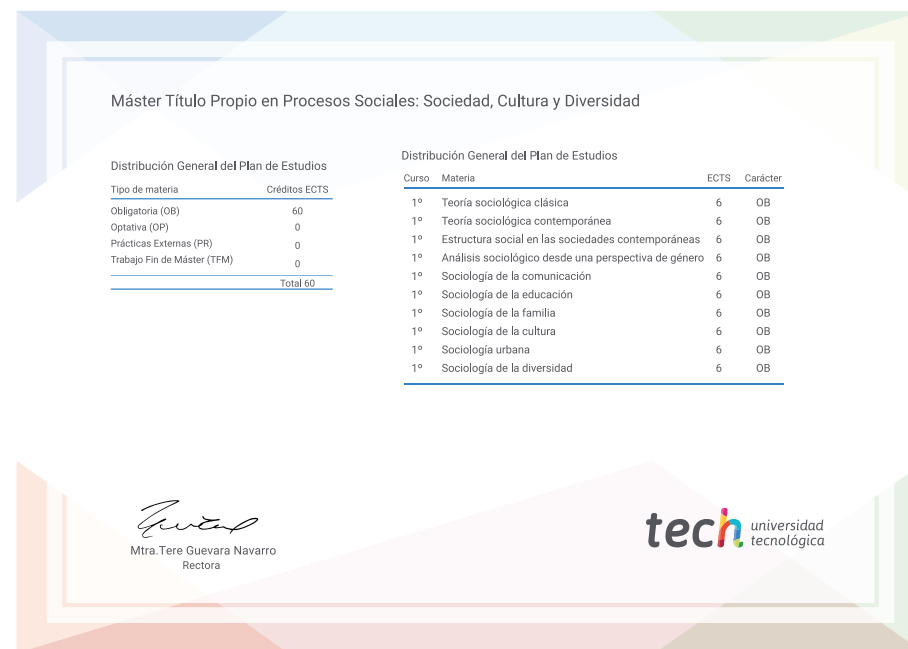 Máster Título Propio en Procesos Sociales: Sociedad, Cultura y Diversidad
Distribución General del Plan de Estudios
Tipo de materia Créditos ECTS
Obligatoria (OB) 60
Optativa (OP) 0
Prácticas Externas (PR) 0
Trabajo Fin de Máster (TFM) 0
Total 60
Distribución General del Plan de Estudios
Curso Materia ECTS Carácter
1º Teoría sociológica clásica 6 OB
1º Teoría sociológica contemporánea 6 OB
1º Estructura social en las sociedades contemporáneas 6 OB
1º Análisis sociológico desde una perspectiva de género 6 OB
1º Sociología de la comunicación 6 OB
1º Sociología de la educación 6 OB
1º Sociología de la familia 6 OB
1º Sociología de la cultura 6 OB
1º Sociología urbana 6 OB
1º Sociología de la diversidad 6 OB
Mtra.Tere Guevara Navarro
Rectora
tech universidad
tecnológica